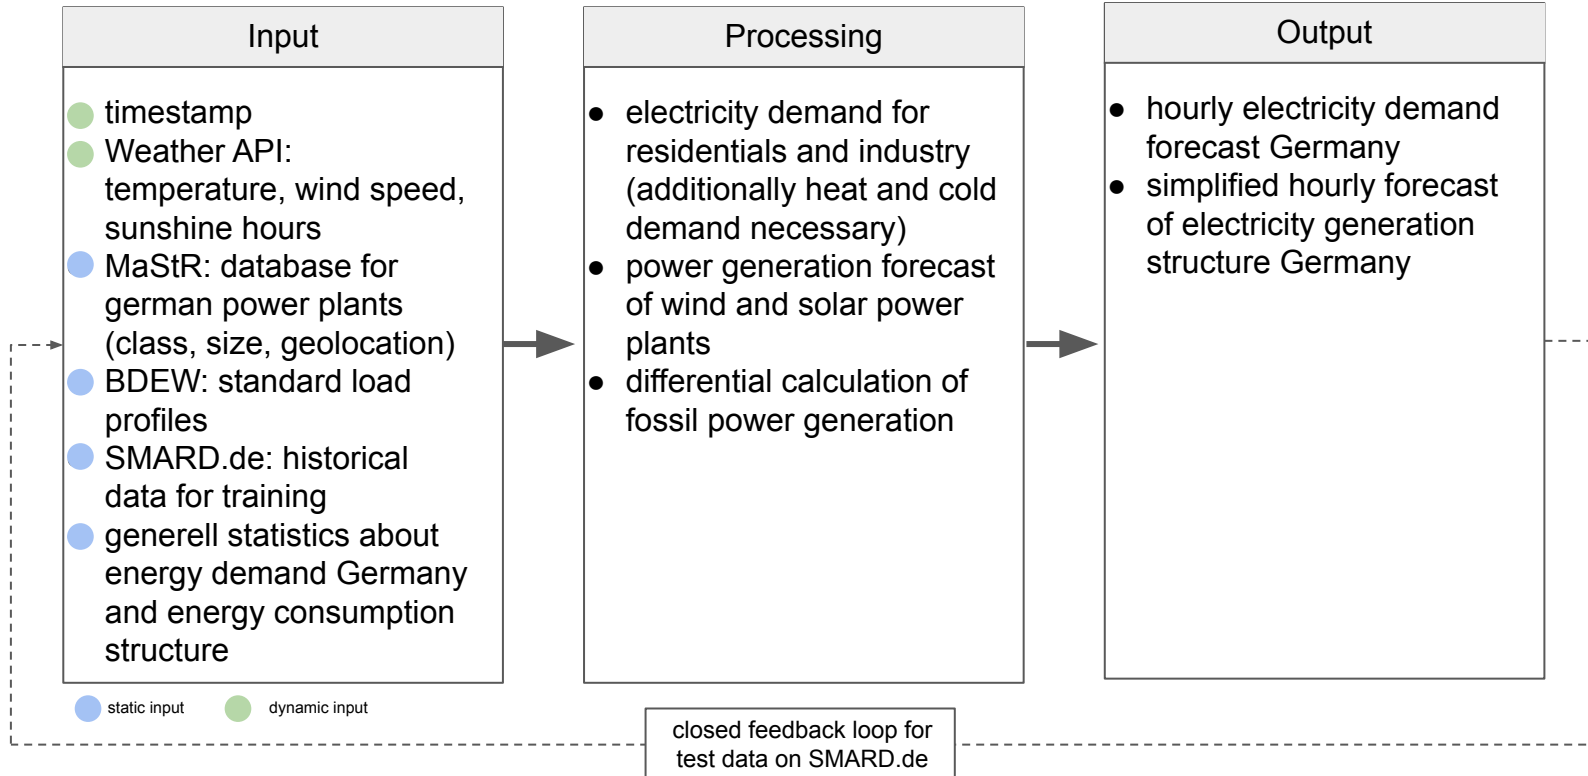 Input
timestamp
Weather API:
temperature, wind speed,
sunshine hours
MaStR: database for
german power plants
(class, size, geolocation)
BDEW: standard load
profiles
SMARD.de: historical
data for training
generell statistics about
energy demand Germany
and energy consumption
structure
static input
dynamic input
Processing
● electricity demand for
residentials and industry
(additionally heat and cold
demand necessary)
● power generation forecast
of wind and solar power
plants
● differential calculation of
fossil power generation
Output
● hourly electricity demand
forecast Germany
● simplified hourly forecast
of electricity generation
structure Germany
closed feedback loop for
test data on SMARD.de